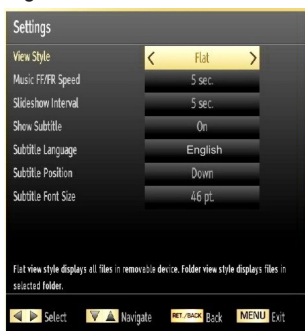 Settings
View Style < Flat >
Music FF/FR Speed 5 sec.
Slideshow Interval 5 sec.
Show Subtitle On
Subtitle Language English
Subtitle Position Down
Subtitle Font Size 46 pt.
Flat view style displays all files in removable device. Folder view style displays files in
selected folder.
Select Navigate RET./BACK Back MENU Exit